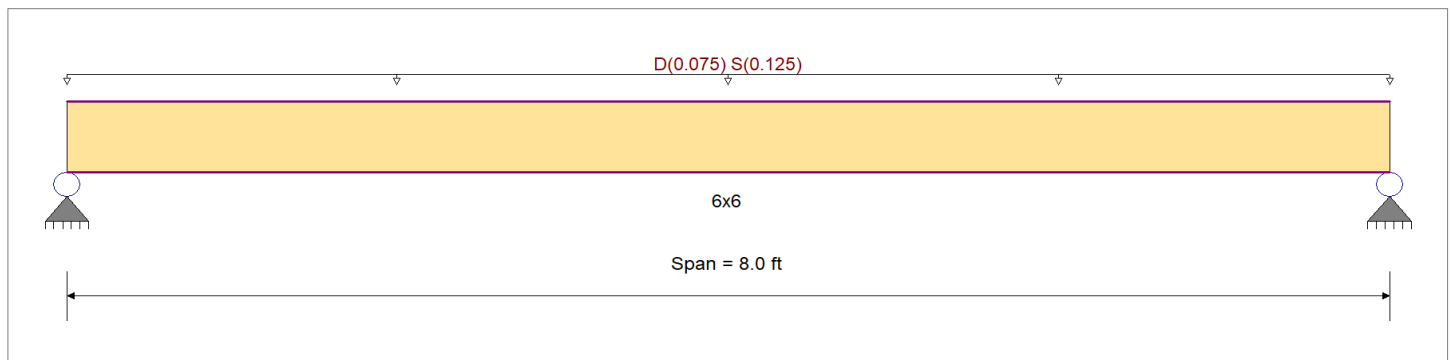 D(0.075) S(0.125)
6x6
Span = 8.0 ft